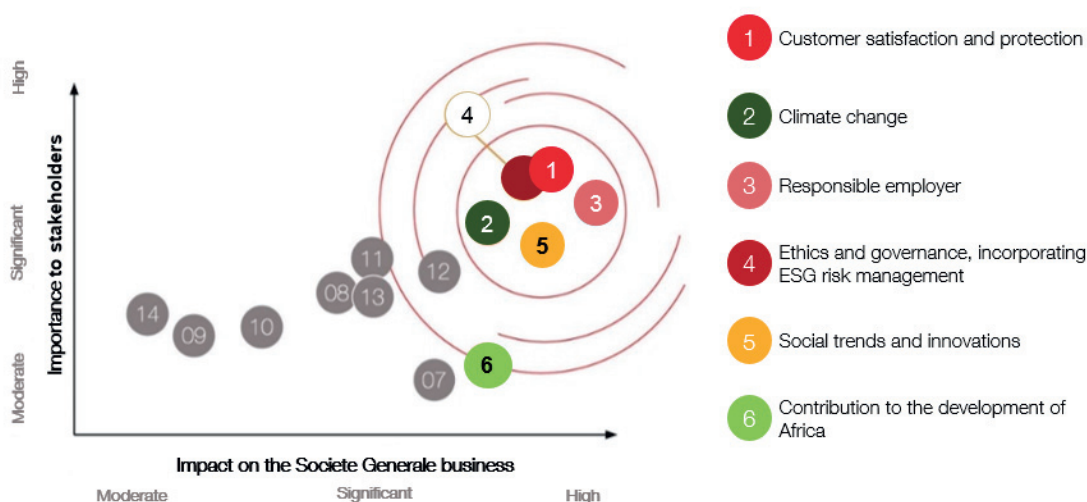 High
Significant
Moderate
Importance to stakeholders
4
1
3
2
5
11
12
08
13
14
09
10
6
07
Impact on the Societe Generale business
Moderate
Significant
High
1 Customer satisfaction and protection
2 Climate change
3 Responsible employer
4 Ethics and governance, incorporating
ESG risk management
5 Social trends and innovations
6 Contribution to the development of
Africa